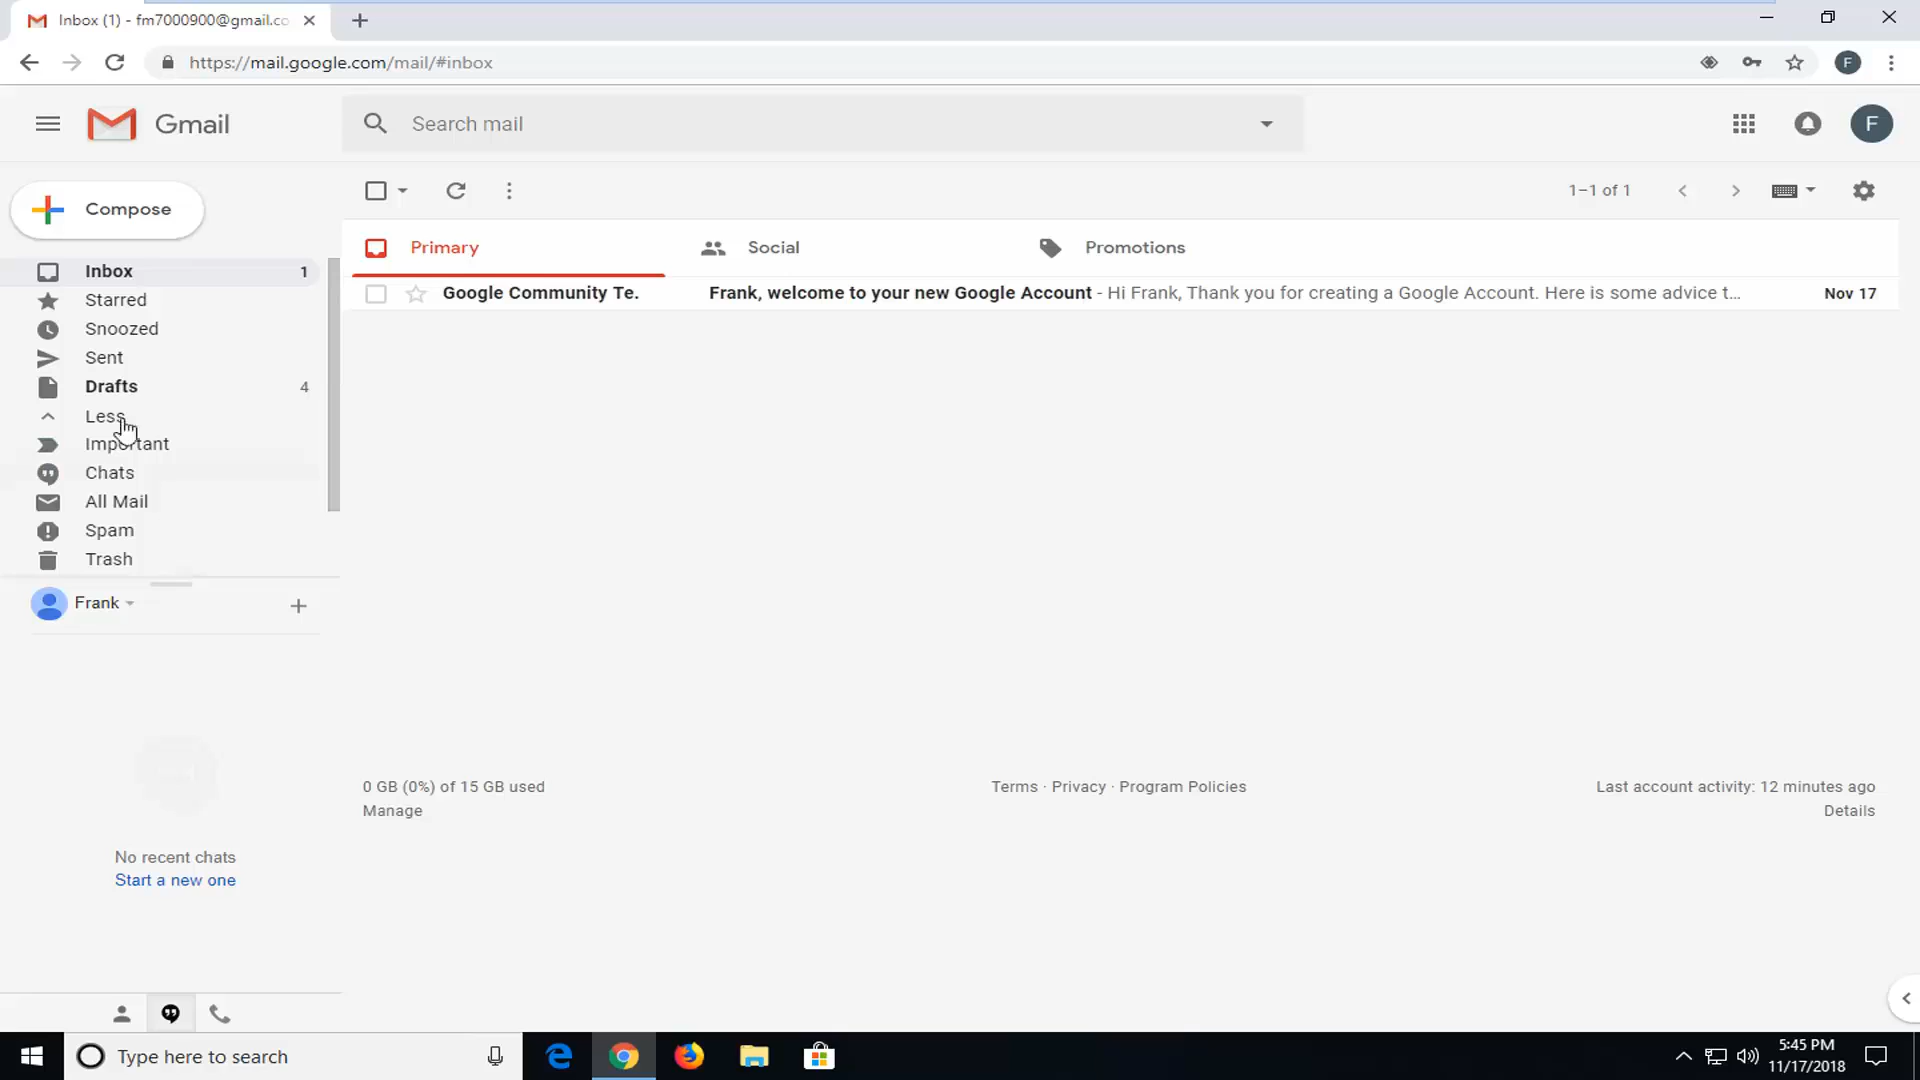 Inbox (1) - fm7000900@gmail.co
https://mail.google.com/mail/#inbox
F
Gmail
Search mail
F
Compose
1–1 of 1
Primary
Social
Promotions
Inbox 1
Google Community Te. Frank, welcome to your new Google Account - Hi Frank, Thank you for creating a Google Account. Here is some advice t... Nov 17
Starred
Snoozed
Sent
Drafts 4
Less
Important
Chats
All Mail
Spam
Trash
Frank
0 GB (0%) of 15 GB used
Manage
Terms · Privacy · Program Policies
Last account activity: 12 minutes ago
Details
No recent chats
Start a new one
Type here to search
5:45 PM
11/17/2018